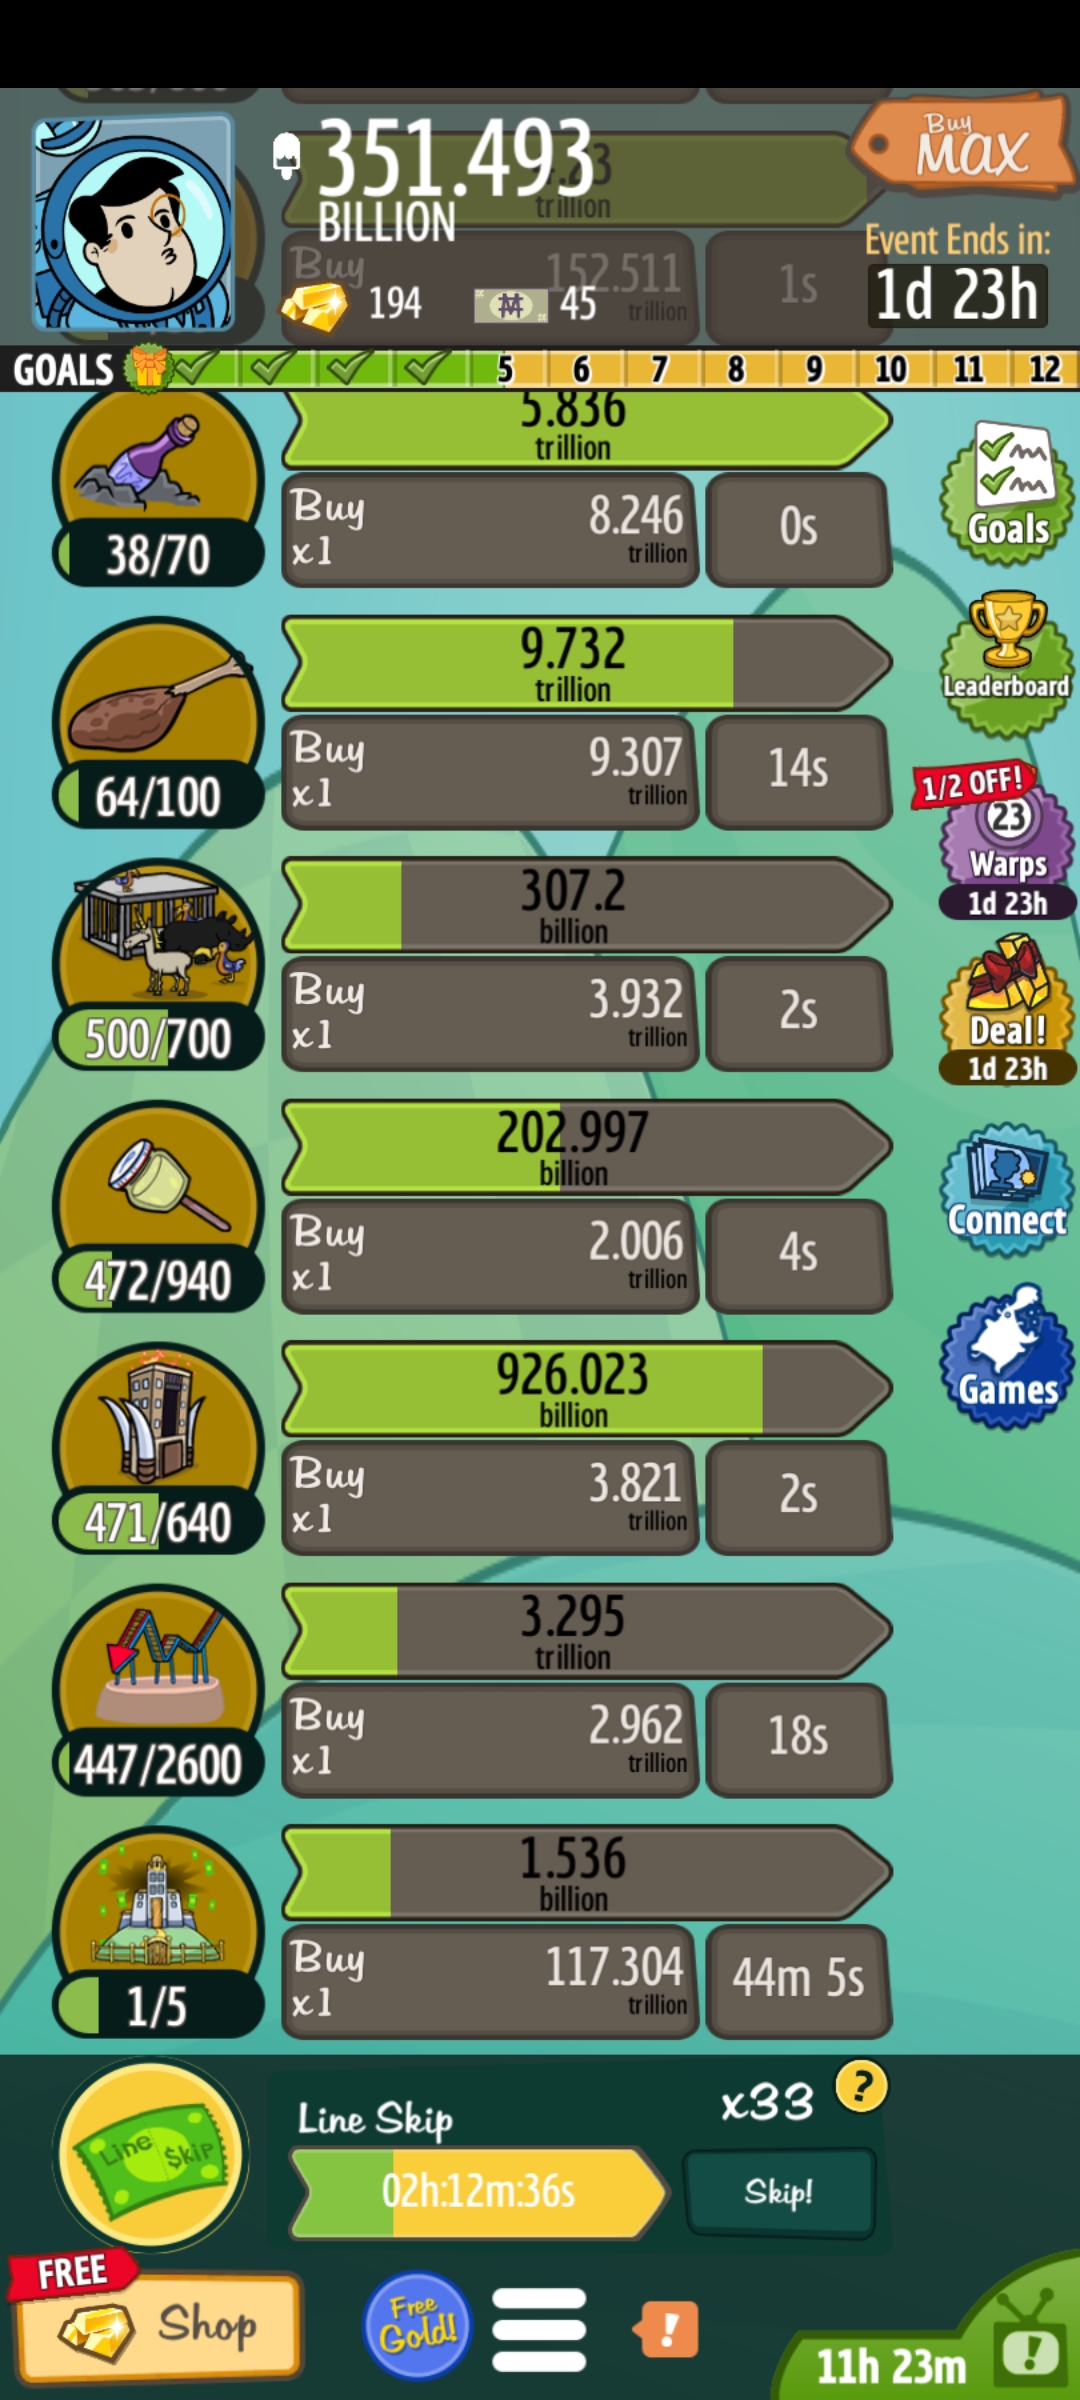 351.493
BILLION
194
45
Buy
MAX
Event Ends in:
1d 23h
trillion
Buy
152.511
trillion
1s
GOALS
5 6 7 8 9 10 11 12
5.836
trillion
38/70
Buy
x1
8.246
trillion
0s
Goals
9.732
trillion
64/100
Buy
x1
9.307
trillion
14s
Leaderboard
1/2 OFF!
23
Warps
1d 23h
307.2
billion
500/700
Buy
x1
3.932
trillion
2s
Deal!
1d 23h
202.997
billion
472/940
Buy
x1
2.006
trillion
4s
Connect
926.023
billion
471/640
Buy
x1
3.821
trillion
2s
Games
3.295
trillion
447/2600
Buy
x1
2.962
trillion
18s
1.536
billion
1/5
Buy
x1
117.304
trillion
44m 5s
Line $kip
Line Skip
x33
?
02h:12m:36s
Skip!
FREE
Shop
Free
Gold!
!
11h 23m
!